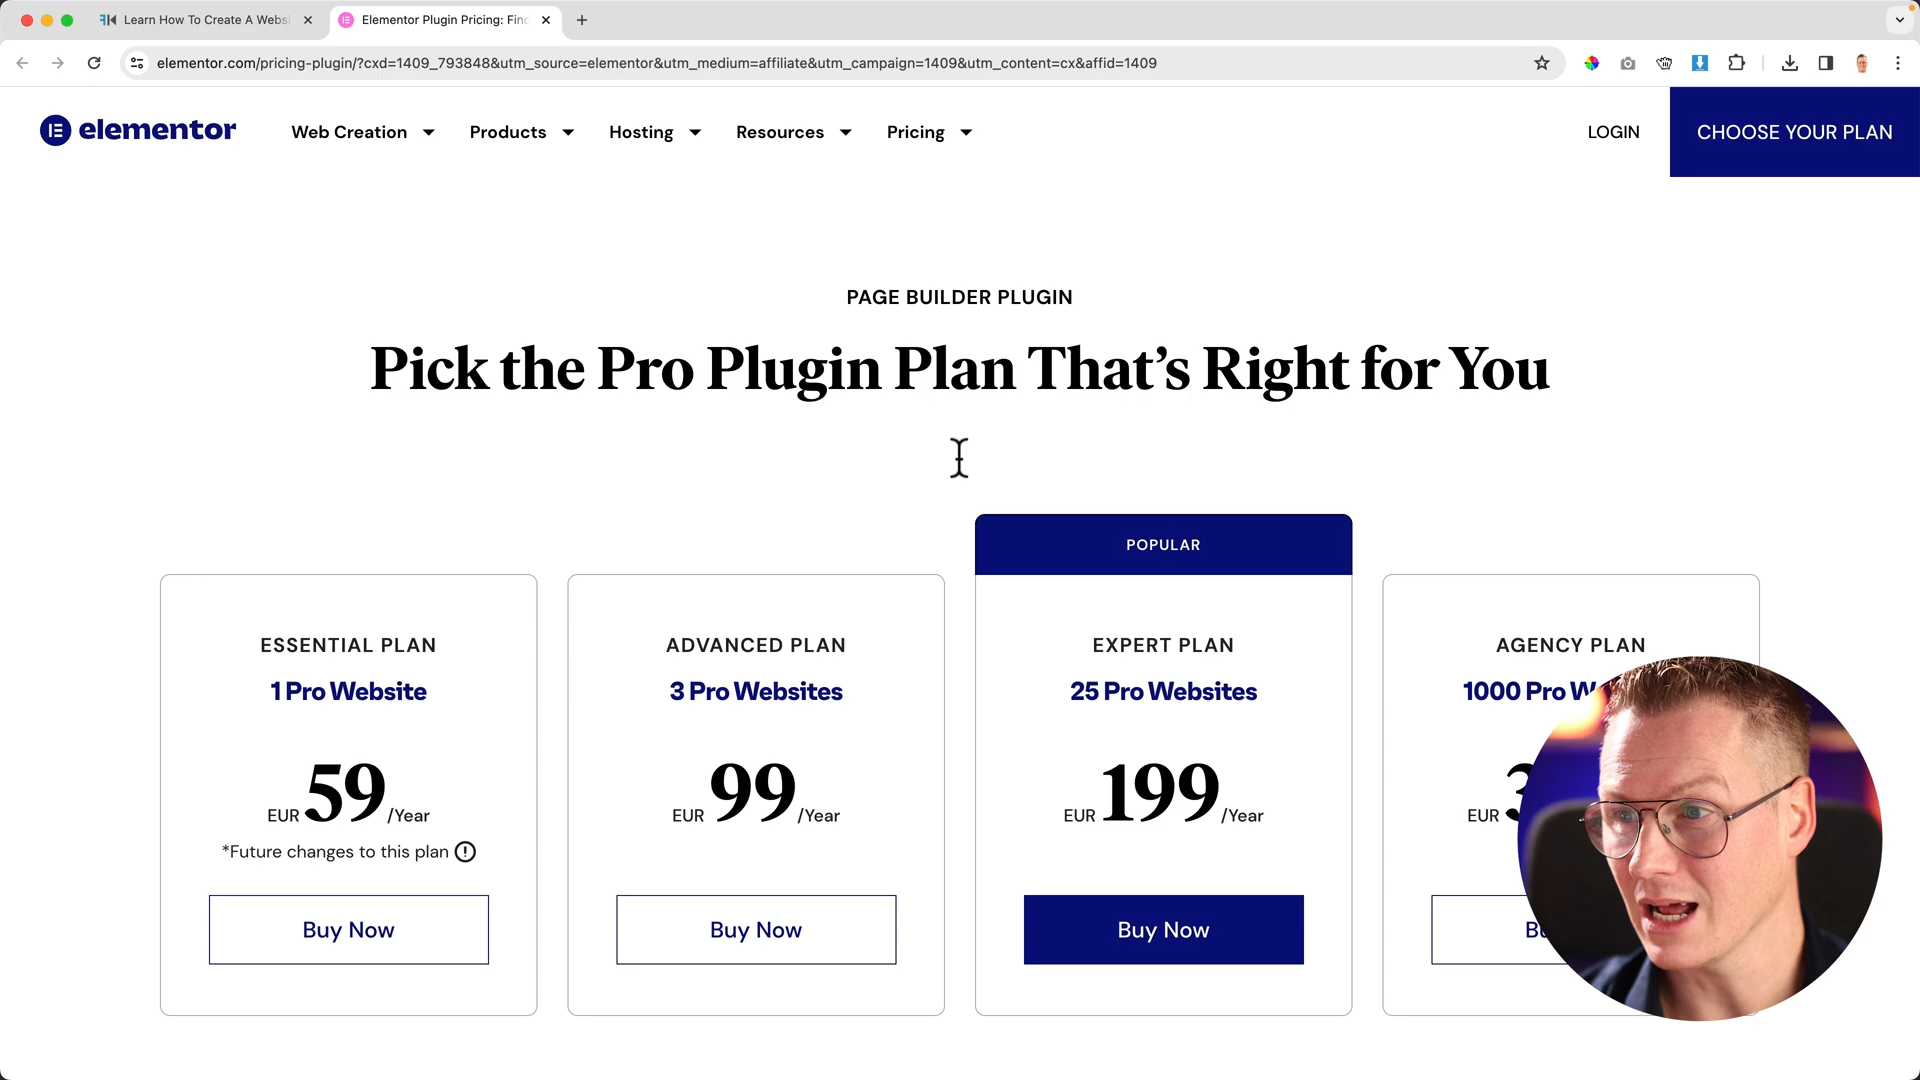 Learn How To Create A Websi
Elementor Plugin Pricing: Fin
elementor.com/pricing-plugin/?cxd=1409_793848&utm_source=elementor&utm_medium=affiliate&utm_campaign=1409&utm_content=cx&affid=1409
elementor
Web Creation
Products
Hosting
Resources
Pricing
LOGIN
CHOOSE YOUR PLAN
PAGE BUILDER PLUGIN
Pick the Pro Plugin Plan That's Right for You
ESSENTIAL PLAN
1 Pro Website
EUR 59 /Year
*Future changes to this plan
Buy Now
ADVANCED PLAN
3 Pro Websites
EUR 99 /Year
Buy Now
POPULAR
EXPERT PLAN
25 Pro Websites
EUR 199 /Year
Buy Now
AGENCY PLAN
1000 Pro
EUR